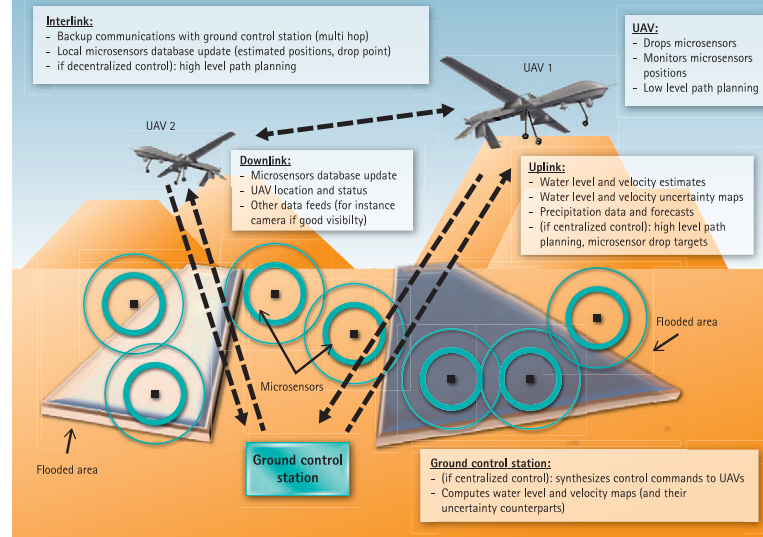 Interlink:
- Backup communications with ground control station (multi hop)
- Local microsensors database update (estimated positions, drop point)
- if decentralized control): high level path planning
UAV:
- Drops microsensors
- Monitors microsensors
positions
- Low level path planning
UAV 1
UAV 2
Downlink:
- Microsensors database update
- UAV location and status
- Other data feeds (for instance
camera if good visibilty)
Uplink:
- Water level and velocity estimates
- Water level and velocity uncertainty maps
- Precipitation data and forecasts
- (if centralized control): high level path
planning, microsensor drop targets
Flooded area
Microsensors
Flooded area
Ground control
station
Ground control station:
- (if centralized control): synthesizes control commands to UAVs
- Computes water level and velocity maps (and their
uncertainty counterparts)